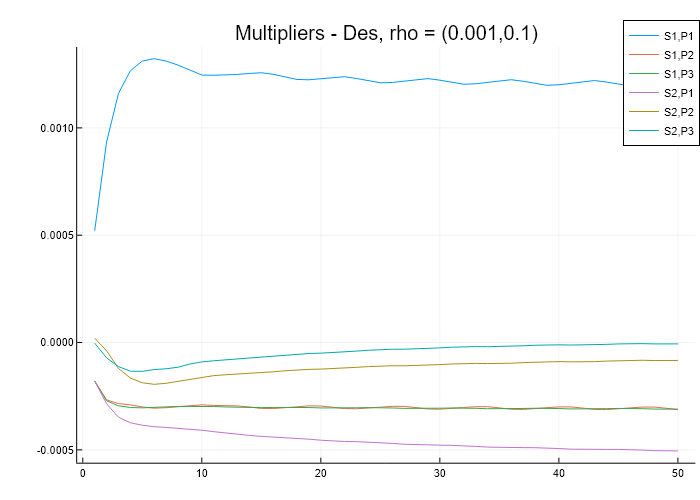 Multipliers - Des, rho = (0.001,0.1)
S1,P1
S1,P2
S1,P3
S2,P1
S2,P2
S2,P3
0.0010
0.0005
0.0000
-0.0005
0 10 20 30 40 50